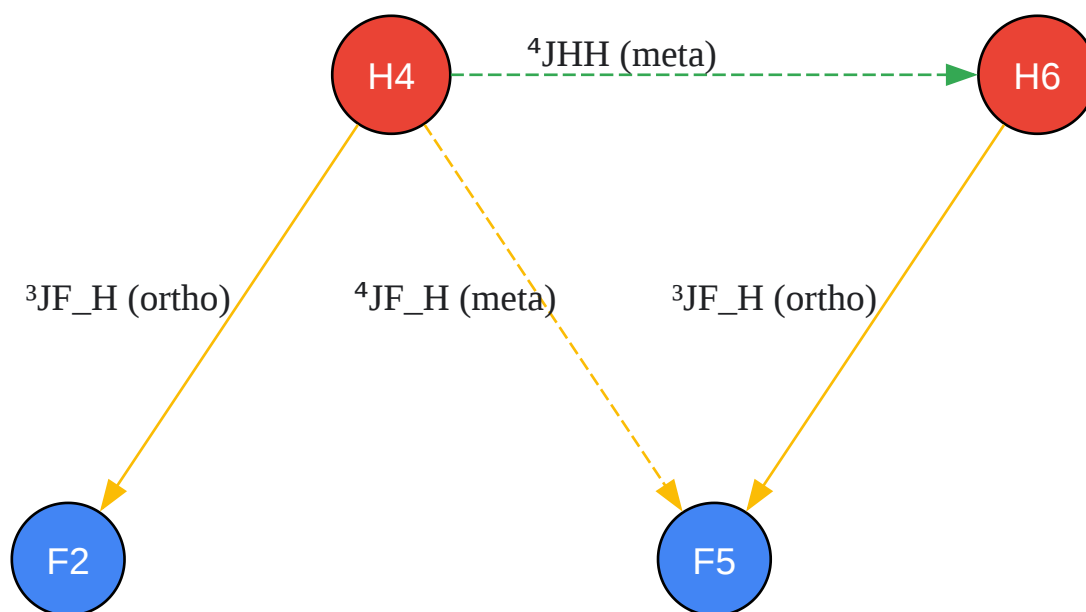 ⁴JHH (meta)
H4
H6
³JF_H (ortho)
⁴JF_H (meta)
³JF_H (ortho)
F2
F5